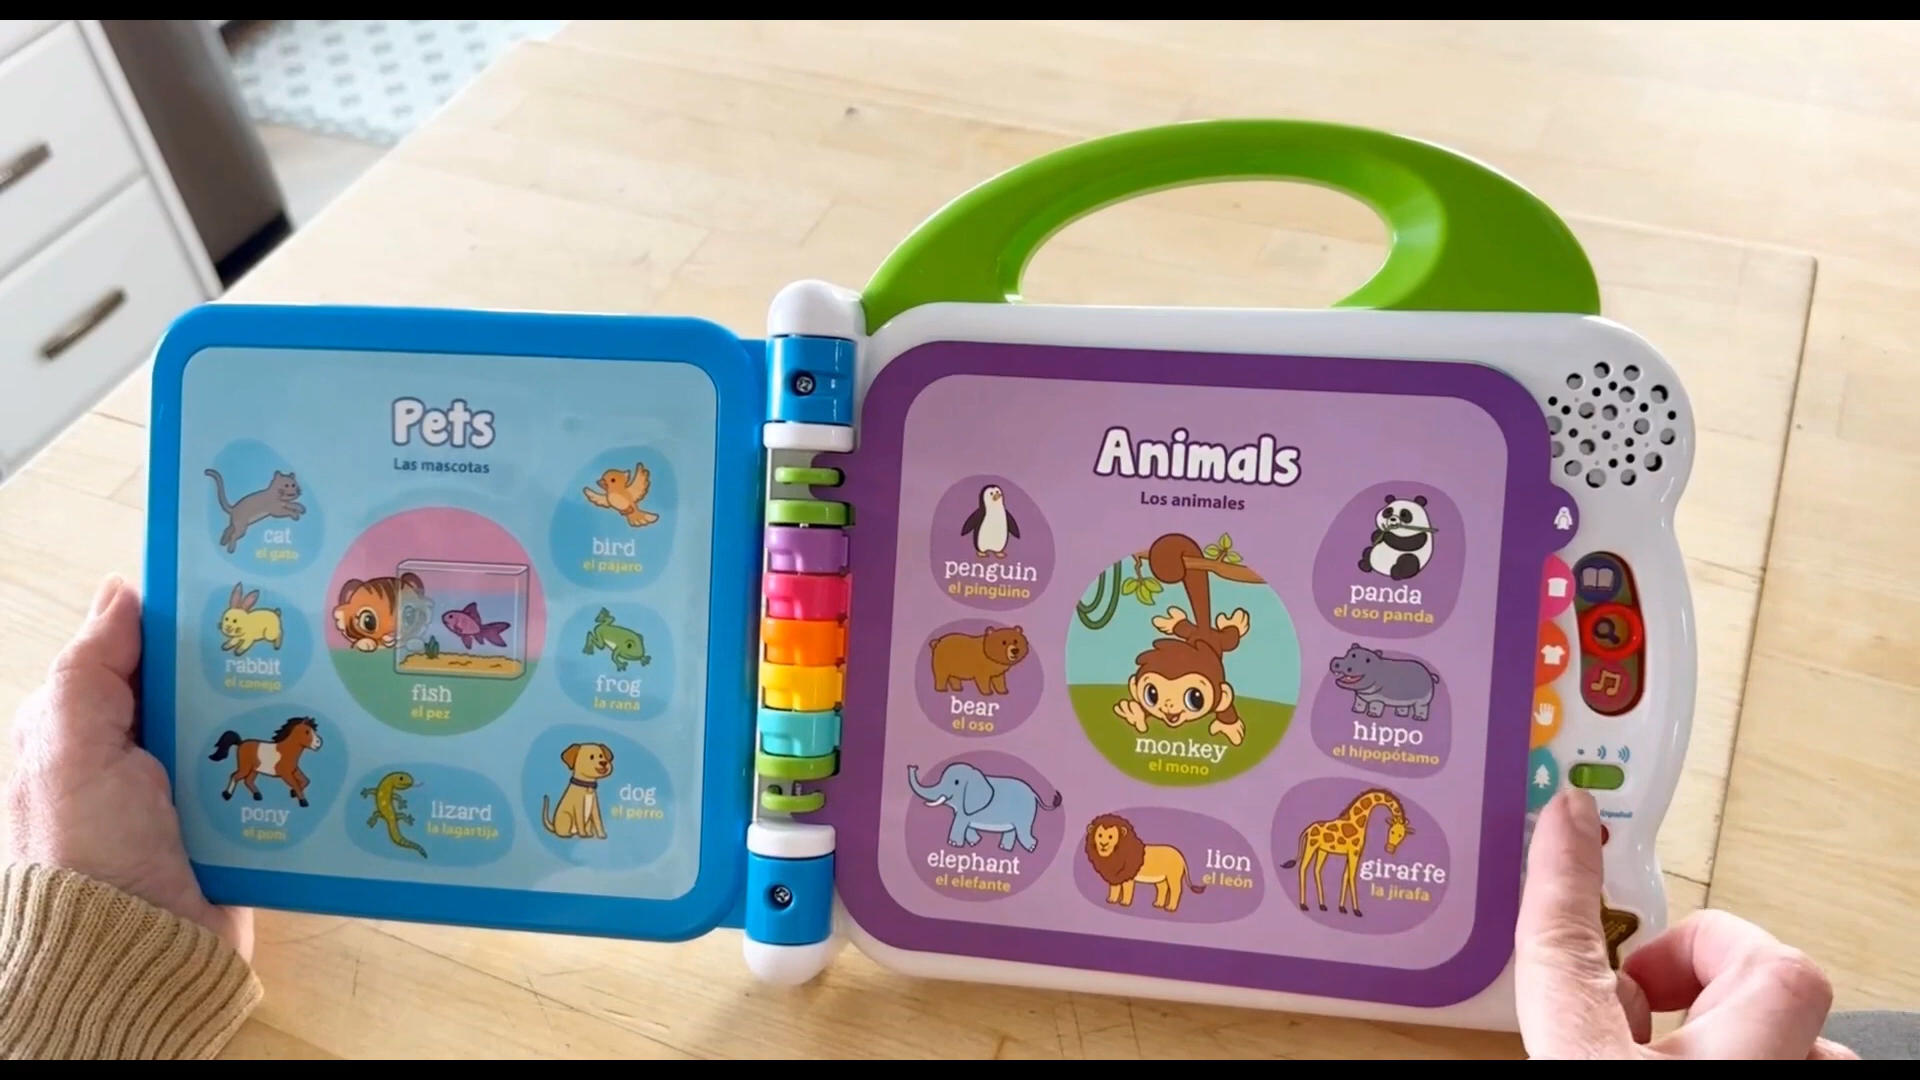 Pets
Las mascotas
cat
el gato
bird
el pájaro
rabbit
el conejo
fish
el pez
frog
la rana
pony
el poni
lizard
la lagartija
dog
el perro
Animals
Los animales
penguin
el pingüino
panda
el oso panda
bear
el oso
monkey
el mono
hippo
el hipopótamo
elephant
el elefante
lion
el león
giraffe
la jirafa